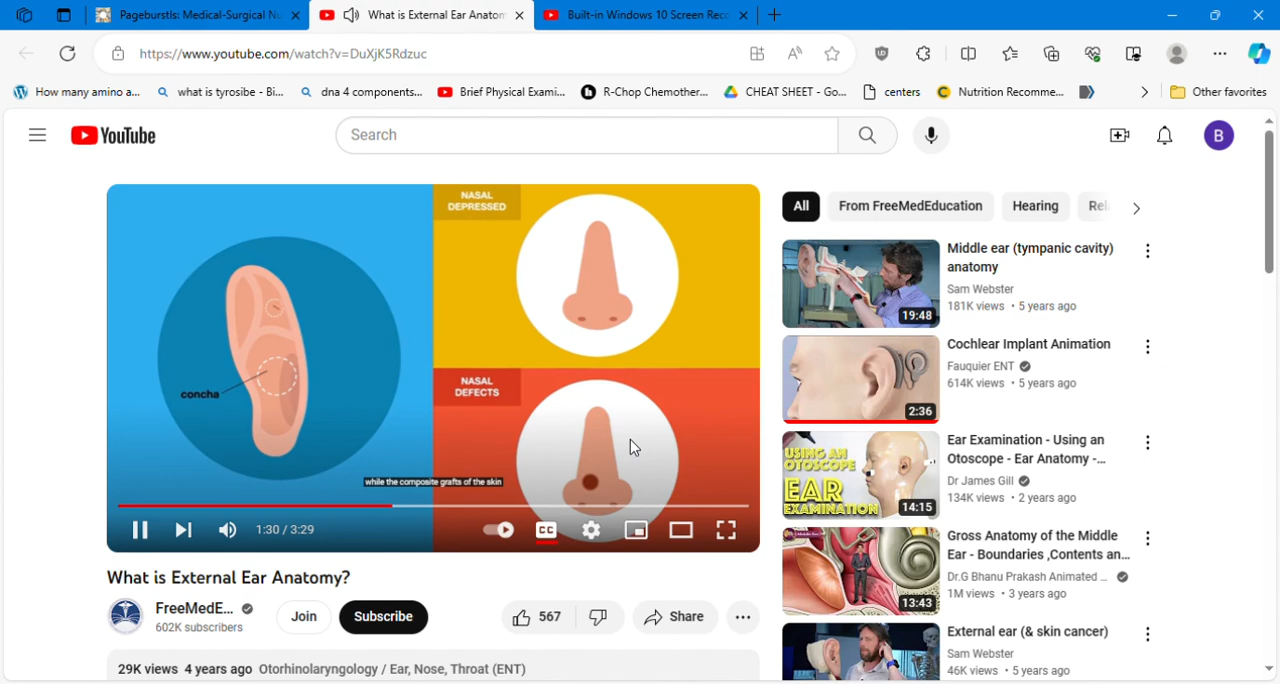 Pageburstls: Medical-Surgical Nu
What is External Ear Anatom
Built-in Windows 10 Screen Reco
https://www.youtube.com/watch?v=DuXjK5Rdzuc
How many amino a...
what is tyrosibe - Bi...
dna 4 components...
Brief Physical Exami...
R-Chop Chemother...
CHEAT SHEET - Go...
centers
Nutrition Recomme...
Other favorites
YouTube
Search
B
NASAL
DEPRESSED
NASAL
DEFECTS
concha
while the composite grafts of the skin
1:30 / 3:29
CC
What is External Ear Anatomy?
FreeMedE...
602K subscribers
Join
Subscribe
567
Share
29K views 4 years ago Otorhinolaryngology / Ear, Nose, Throat (ENT)
All
From FreeMedEducation
Hearing
Rel
Middle ear (tympanic cavity)
anatomy
Sam Webster
181K views • 5 years ago
19:48
Cochlear Implant Animation
Fauquier ENT
614K views • 5 years ago
2:36
USING AN
OTOSCOPE
EAR
EXAMINATION
14:15
Ear Examination - Using an
Otoscope - Ear Anatomy -...
Dr James Gill
134K views • 2 years ago
Gross Anatomy of the Middle
Ear - Boundaries ,Contents an...
Dr.G Bhanu Prakash Animated ...
1M views • 3 years ago
13:43
External ear (& skin cancer)
Sam Webster
46K views • 5 years ago